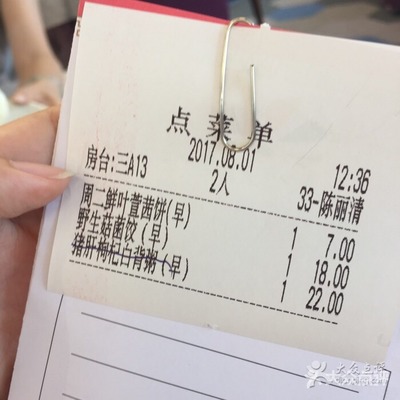 点菜单
2017.08.01 12:36
房台:三A13 2人 33-陈丽清
周二鲜叶萱茜饼(早) 1 7.00
野生菇菌饺(早) 1 18.00
猪肝枸杞白背粥(早) 1 22.00
大众点评